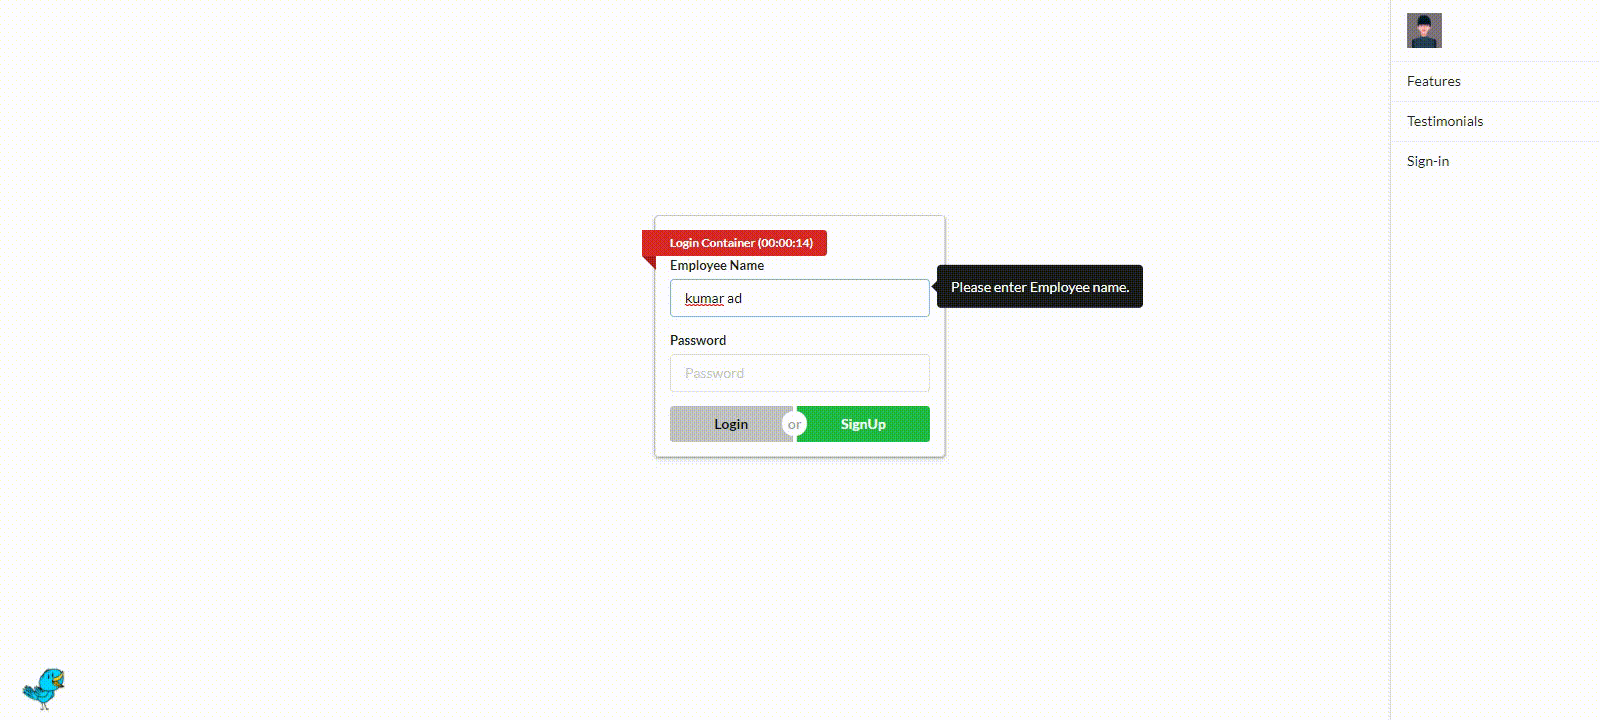 Features
Testimonials
Sign-in
Login Container (00:00:14)
Employee Name
kumar ad
Please enter Employee name.
Password
Password
Login or SignUp